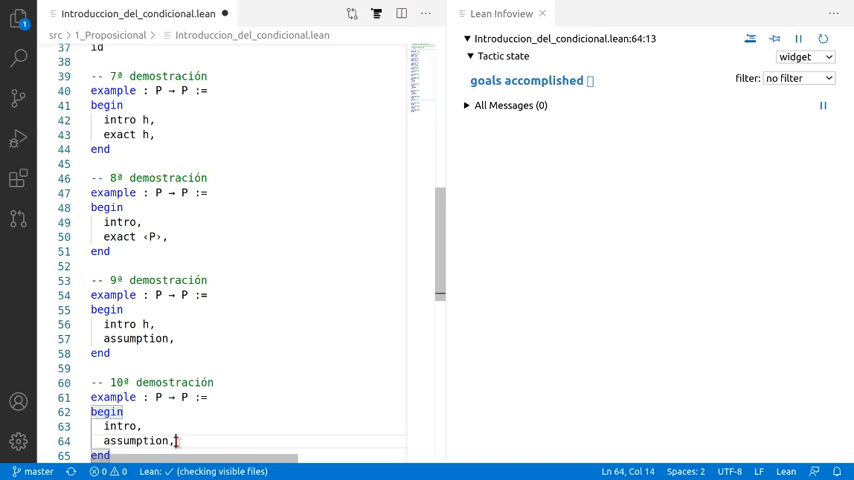 Introduccion_del_condicional.lean
src > 1_Proposicional > Introduccion_del_condicional.lean
37 id
38
39 -- 7ª demostración
40 example : P → P :=
41 begin
42 intro h,
43 exact h,
44 end
45
46 -- 8ª demostración
47 example : P → P :=
48 begin
49 intro,
50 exact ‹P›,
51 end
52
53 -- 9ª demostración
54 example : P → P :=
55 begin
56 intro h,
57 assumption,
58 end
59
60 -- 10ª demostración
61 example : P → P :=
62 begin
63 intro,
64 assumption,
65 end
Lean Infoview
Introduccion_del_condicional.lean:64:13
Tactic state
widget
goals accomplished
filter: no filter
All Messages (0)
1
master
0 0
Lean: ✓ (checking visible files)
Ln 64, Col 14
Spaces: 2
UTF-8
LF
Lean